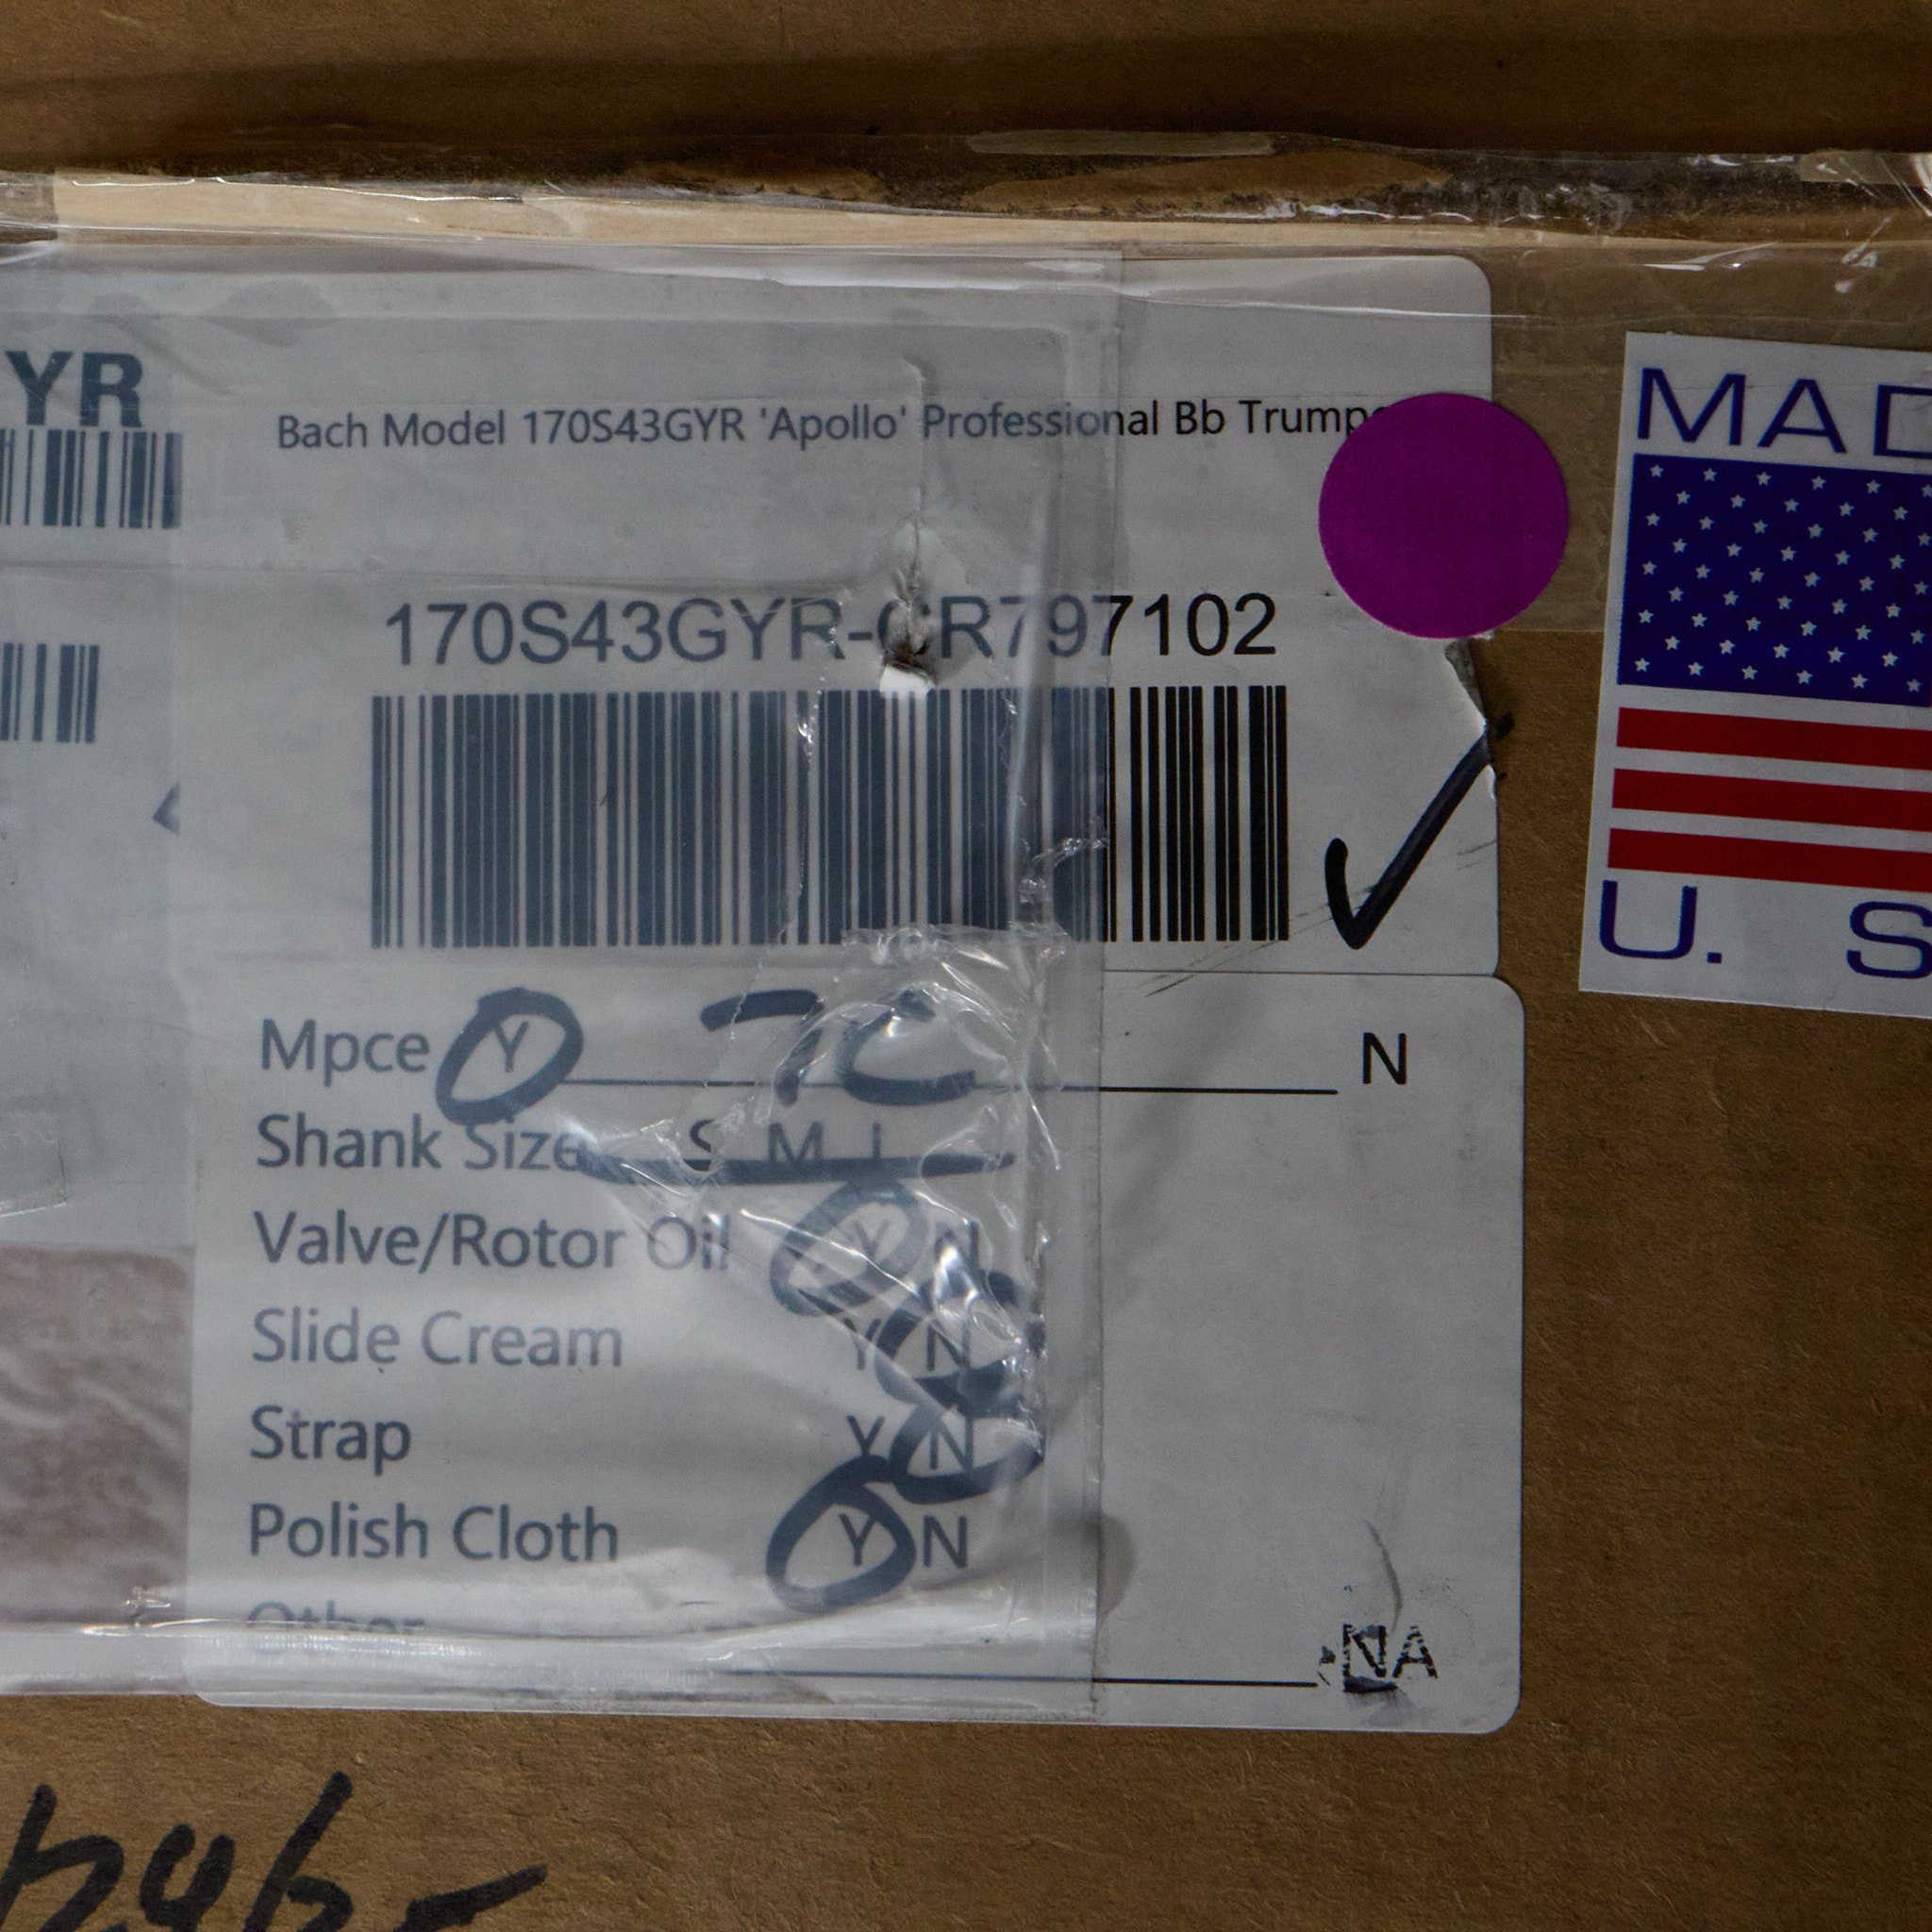 YR
Bach Model 170S43GYR 'Apollo' Professional Bb
170S43GYR-CR797102
Mpce Y 7C N
Shank Size S M L
Valve/Rotor Oil Y N
Slide Cream Y N
Strap Y N
Polish Cloth Y N
Other NA
MAD
U. S